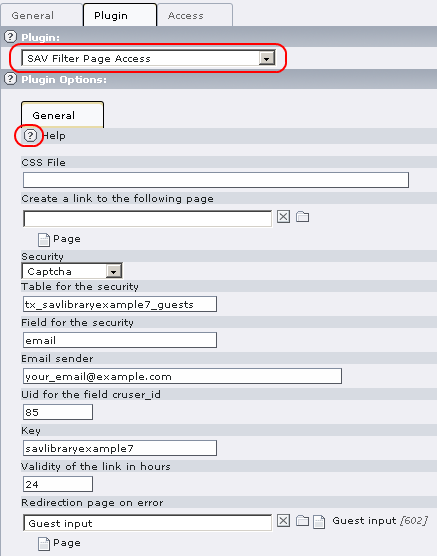 General Plugin Access
? Plugin:
SAV Filter Page Access
? Plugin Options:
General
? Help
CSS File
Create a link to the following page
Page
Security
Captcha
Table for the security
tx_savlibraryexample7_guests
Field for the security
email
Email sender
your_email@example.com
Uid for the field cruser_id
85
Key
savlibraryexample7
Validity of the link in hours
24
Redirection page on error
Guest input Guest input [602]
Page